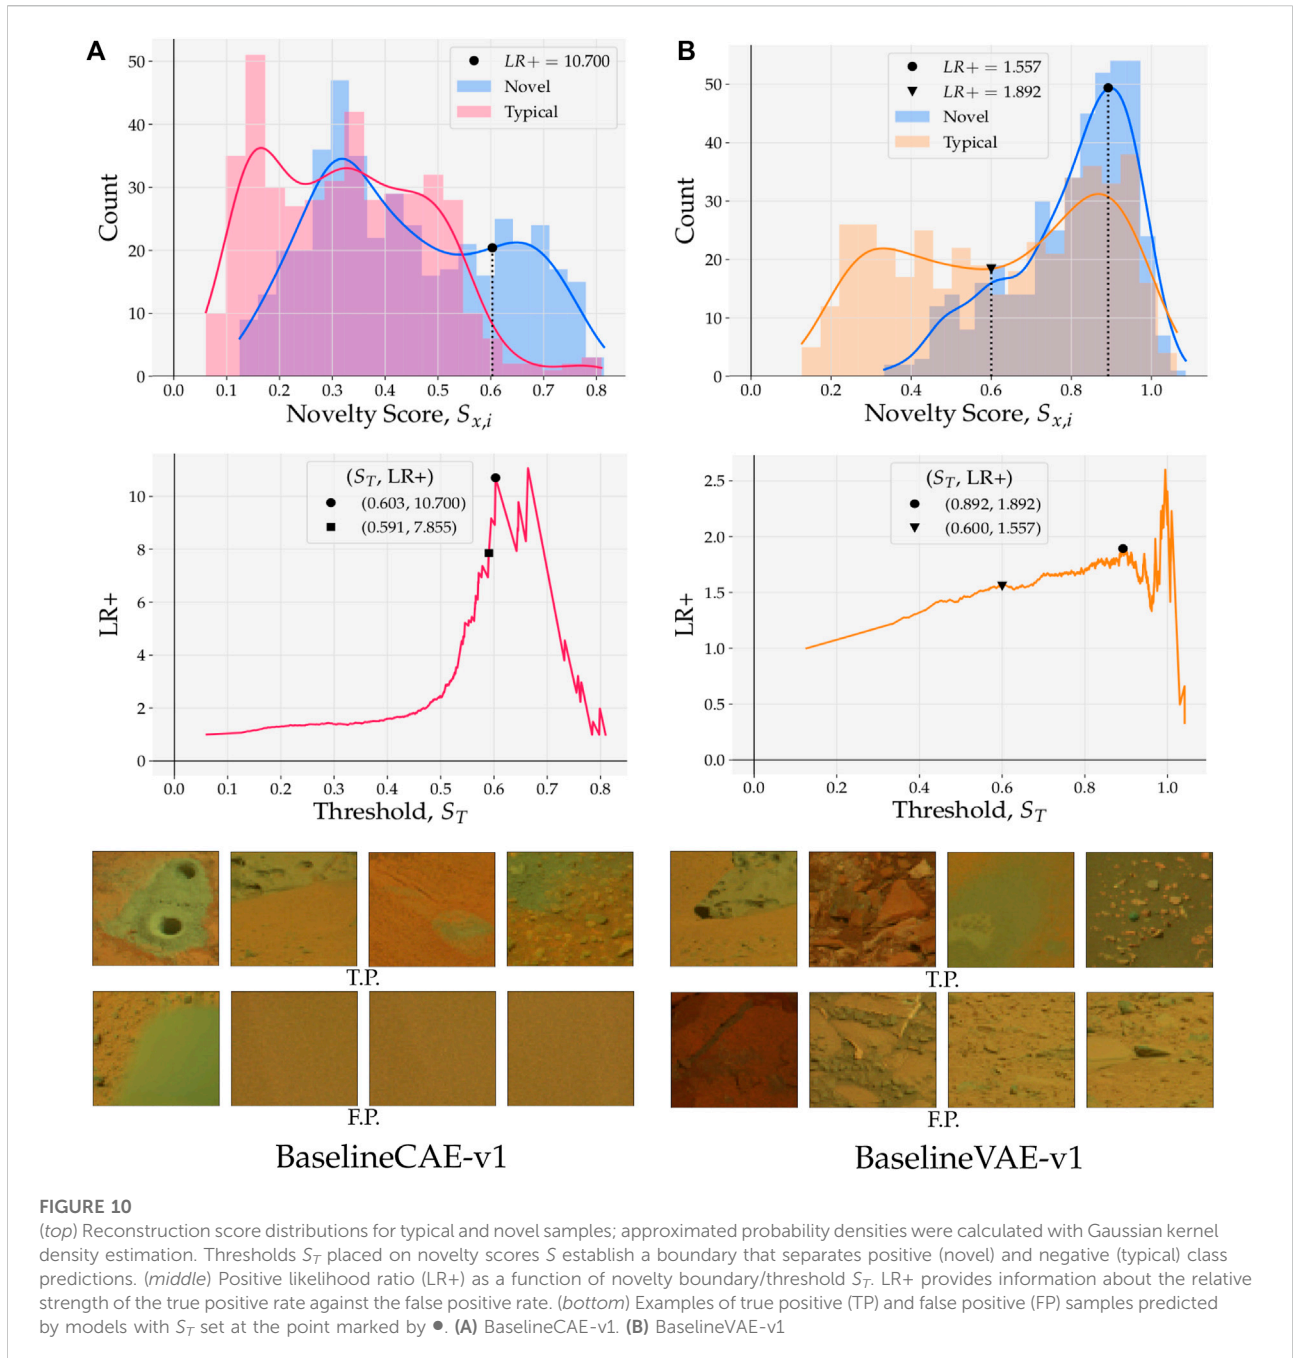 A
50
40
30
20
10
0
Count
LR+ = 10.700
Novel
Typical
0.0 0.1 0.2 0.3 0.4 0.5 0.6 0.7 0.8
Novelty Score, Sx,i
B
50
40
30
20
10
0
Count
LR+ = 1.557
LR+ = 1.892
Novel
Typical
0.0 0.2 0.4 0.6 0.8 1.0
Novelty Score, Sx,i
10
8
6
4
2
0
LR+
(ST, LR+)
(0.603, 10.700)
(0.591, 7.855)
0.0 0.1 0.2 0.3 0.4 0.5 0.6 0.7 0.8
Threshold, ST
2.5
2.0
1.5
1.0
0.5
0.0
LR+
(ST, LR+)
(0.892, 1.892)
(0.600, 1.557)
0.0 0.2 0.4 0.6 0.8 1.0
Threshold, ST
T.P.
F.P.
BaselineCAE-v1
T.P.
F.P.
BaselineVAE-v1
FIGURE 10
(top) Reconstruction score distributions for typical and novel samples; approximated probability densities were calculated with Gaussian kernel
density estimation. Thresholds ST placed on novelty scores S establish a boundary that separates positive (novel) and negative (typical) class
predictions. (middle) Positive likelihood ratio (LR+) as a function of novelty boundary/threshold ST. LR+ provides information about the relative
strength of the true positive rate against the false positive rate. (bottom) Examples of true positive (TP) and false positive (FP) samples predicted
by models with ST set at the point marked by ●. (A) BaselineCAE-v1. (B) BaselineVAE-v1